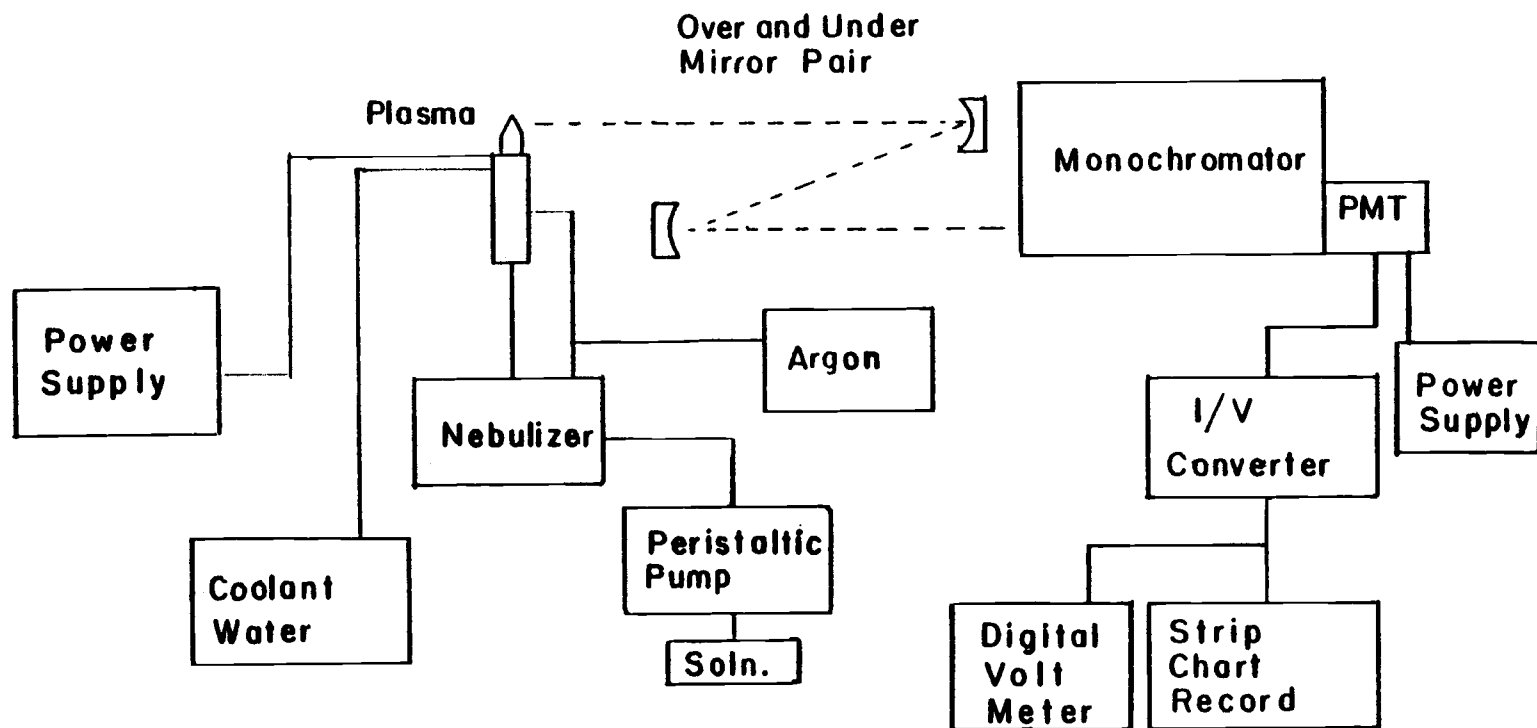 Over and Under
Mirror Pair
Plasma
Monochromator
PMT
Power
Supply
Argon
Nebulizer
I/V
Converter
Power
Supply
Peristaltic
Pump
Coolant
Water
Soln.
Digital
Volt
Meter
Strip
Chart
Record